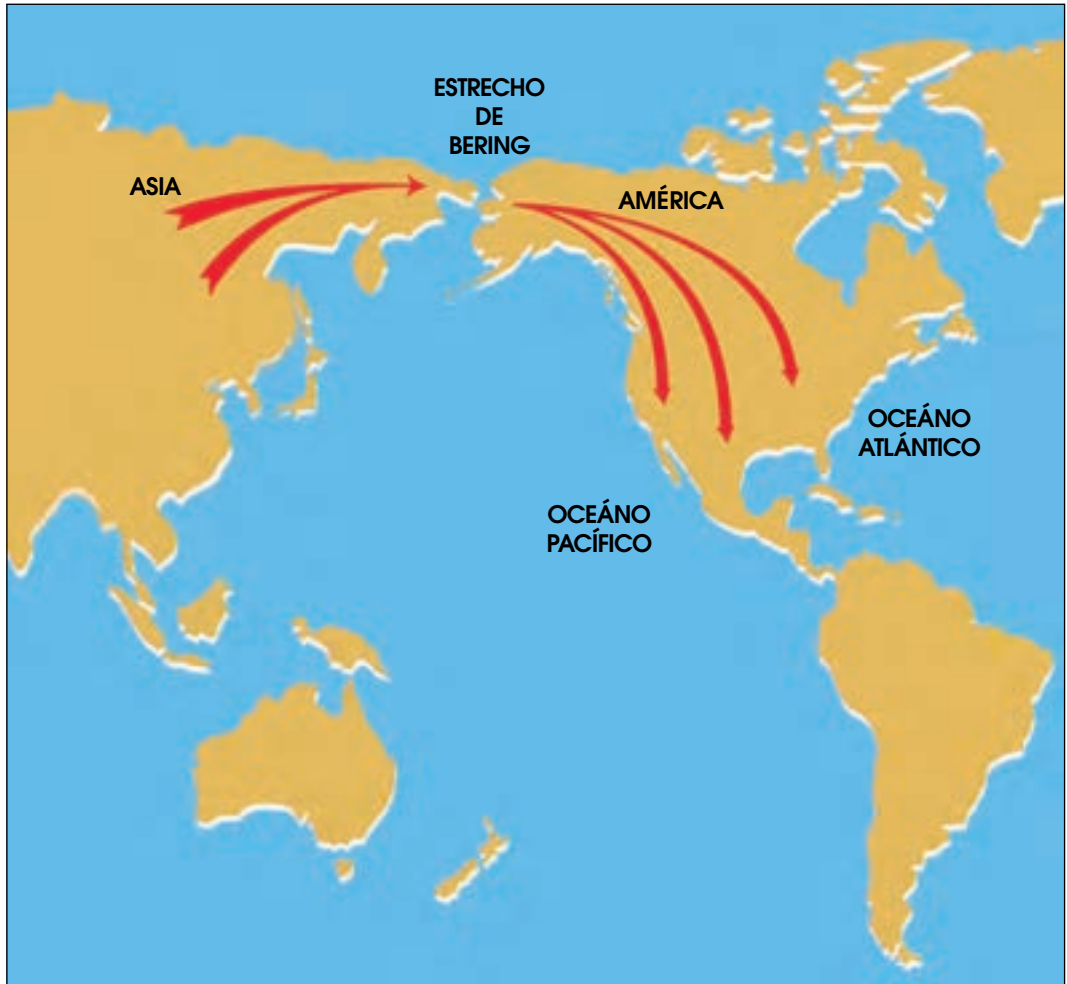 ESTRECHO
DE
BERING
ASIA
AMÉRICA
OCEÁNO
ATLÁNTICO
OCEÁNO
PACÍFICO